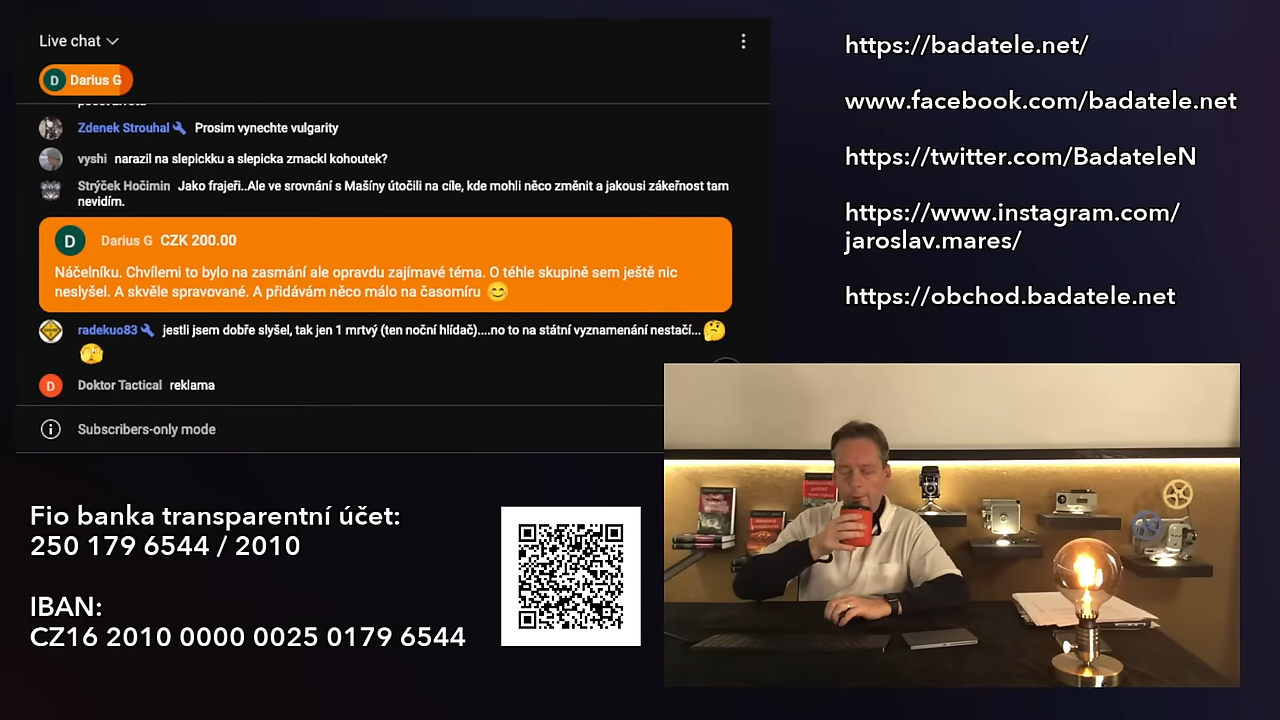 Live chat
D Darius G
Zdenek Strouhal Prosim vynechte vulgarity
vyshi narazil na slepickku a slepicka zmackl kohoutek?
Strýček Hočimin Jako frajeři..Ale ve srovnání s Mašíny útočili na cíle, kde mohli něco změnit a jakousi zákeřnost tam
nevidím.
D Darius G CZK 200.00
Náčelníku. Chvílemi to bylo na zasmání ale opravdu zajímavé téma. O téhle skupině sem ještě nic
neslyšel. A skvěle spravované. A přidávám něco málo na časomíru 😊
radekuo83 jestli jsem dobře slyšel, tak jen 1 mrtvý (ten noční hlídač)....no to na státní vyznamenání nestačí... 🤔
🫣
D Doktor Tactical reklama
Subscribers-only mode
https://badatele.net/
www.facebook.com/badatele.net
https://twitter.com/BadateleN
https://www.instagram.com/
jaroslav.mares/
https://obchod.badatele.net
Fio banka transparentní účet:
250 179 6544 / 2010
IBAN:
CZ16 2010 0000 0025 0179 6544